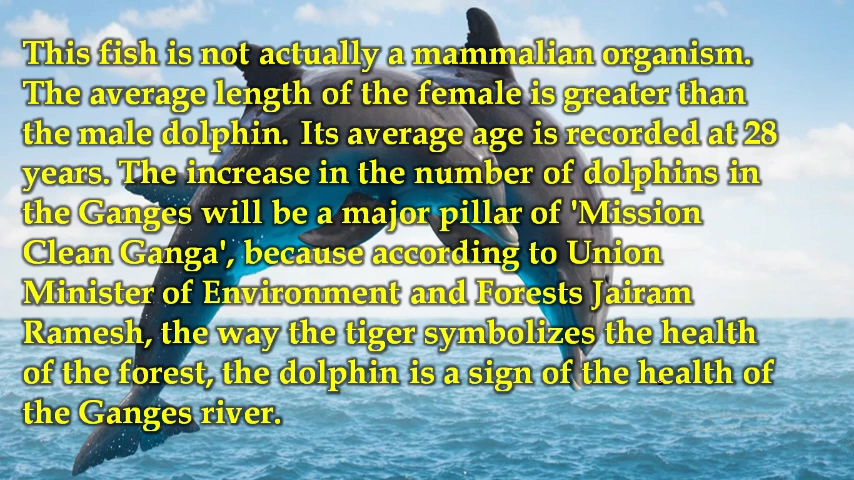 This fish is not actually a mammalian organism.
The average length of the female is greater than
the male dolphin. Its average age is recorded at 28
years. The increase in the number of dolphins in
the Ganges will be a major pillar of 'Mission
Clean Ganga', because according to Union
Minister of Environment and Forests Jairam
Ramesh, the way the tiger symbolizes the health
of the forest, the dolphin is a sign of the health of
the Ganges river.